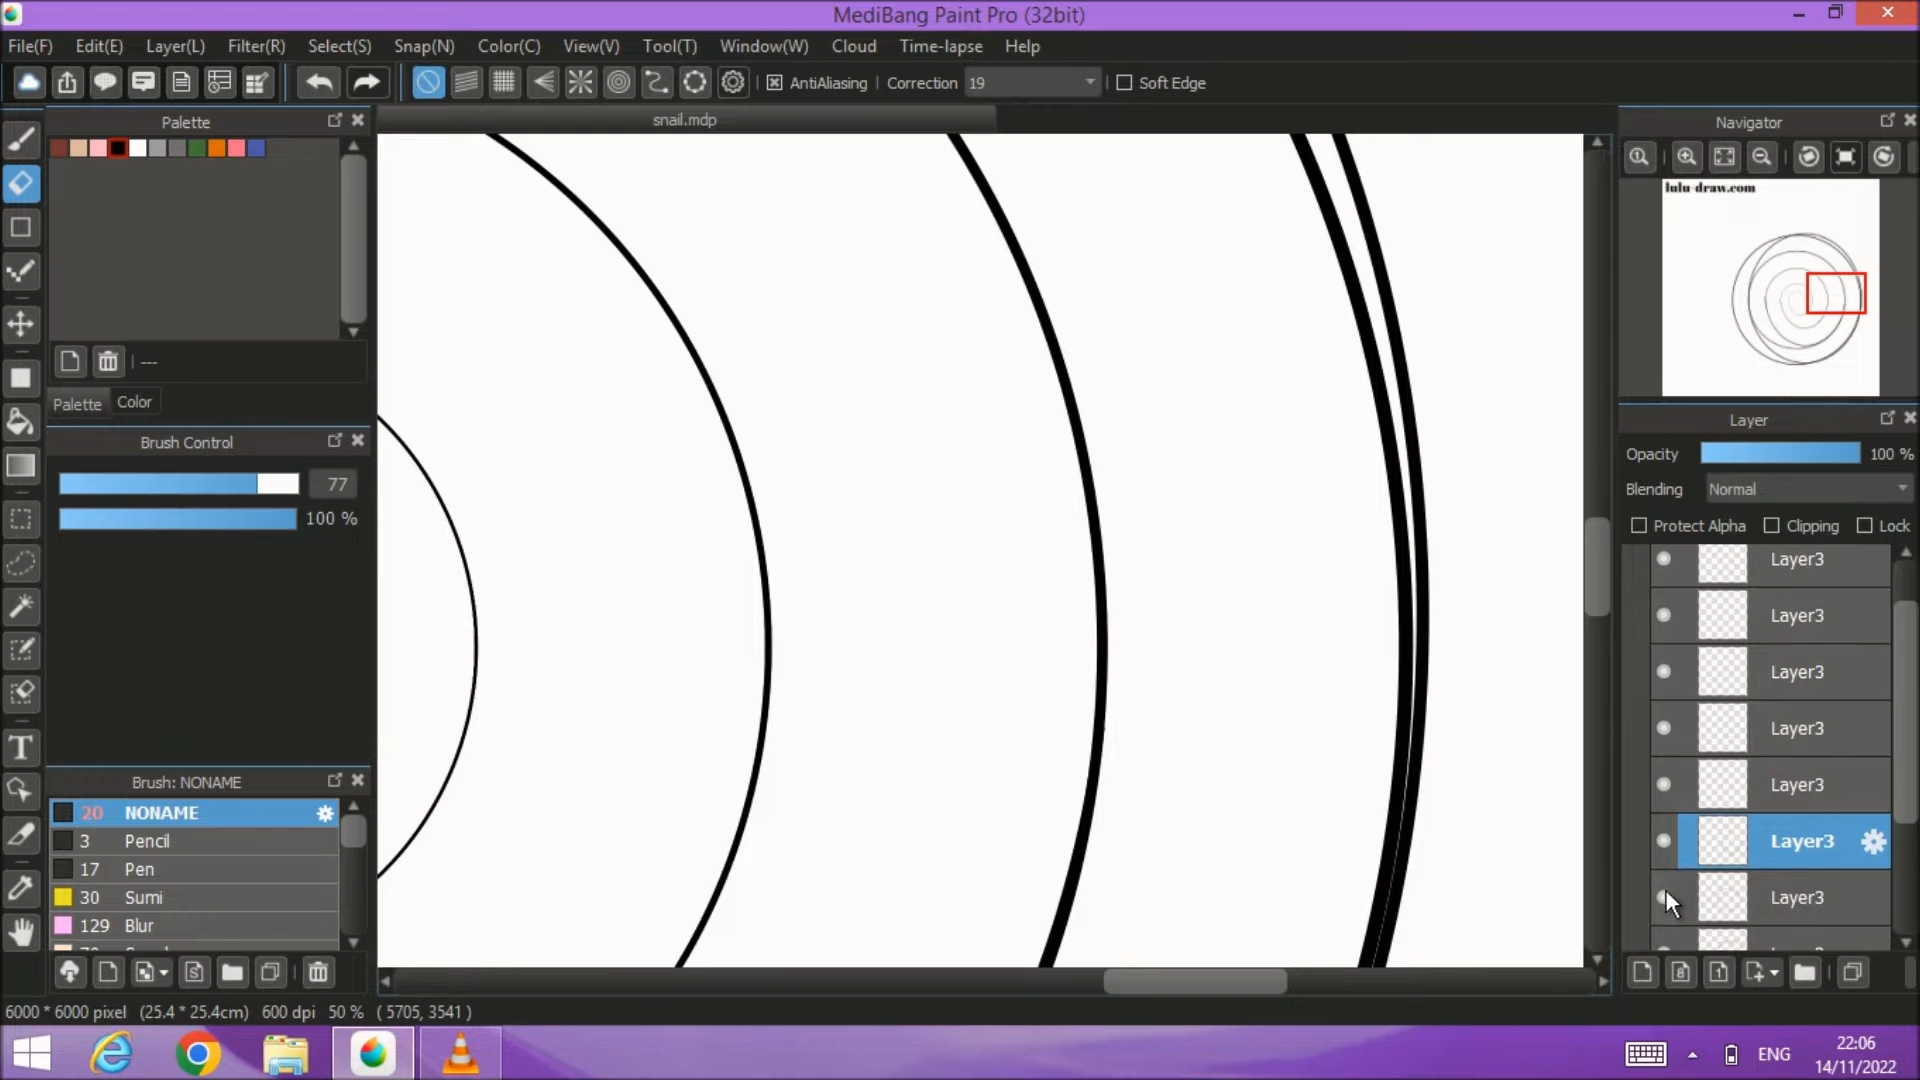 MediBang Paint Pro (32bit)
File(F) Edit(E) Layer(L) Filter(R) Select(S) Snap(N) Color(C) View(V) Tool(T) Window(W) Cloud Time-lapse Help
AntiAliasing Correction 19 Soft Edge
Palette
snail.mdp
Navigator
lulu-draw.com
---
Palette Color
Layer
Brush Control
Opacity 100 %
77
Blending Normal
100 %
Protect Alpha Clipping Lock
Layer3
Layer3
Layer3
Layer3
Layer3
Layer3
Layer3
Brush: NONAME
20 NONAME
3 Pencil
17 Pen
30 Sumi
129 Blur
6000 * 6000 pixel (25.4 * 25.4cm) 600 dpi 50 % ( 5705, 3541 )
ENG
22:06
14/11/2022